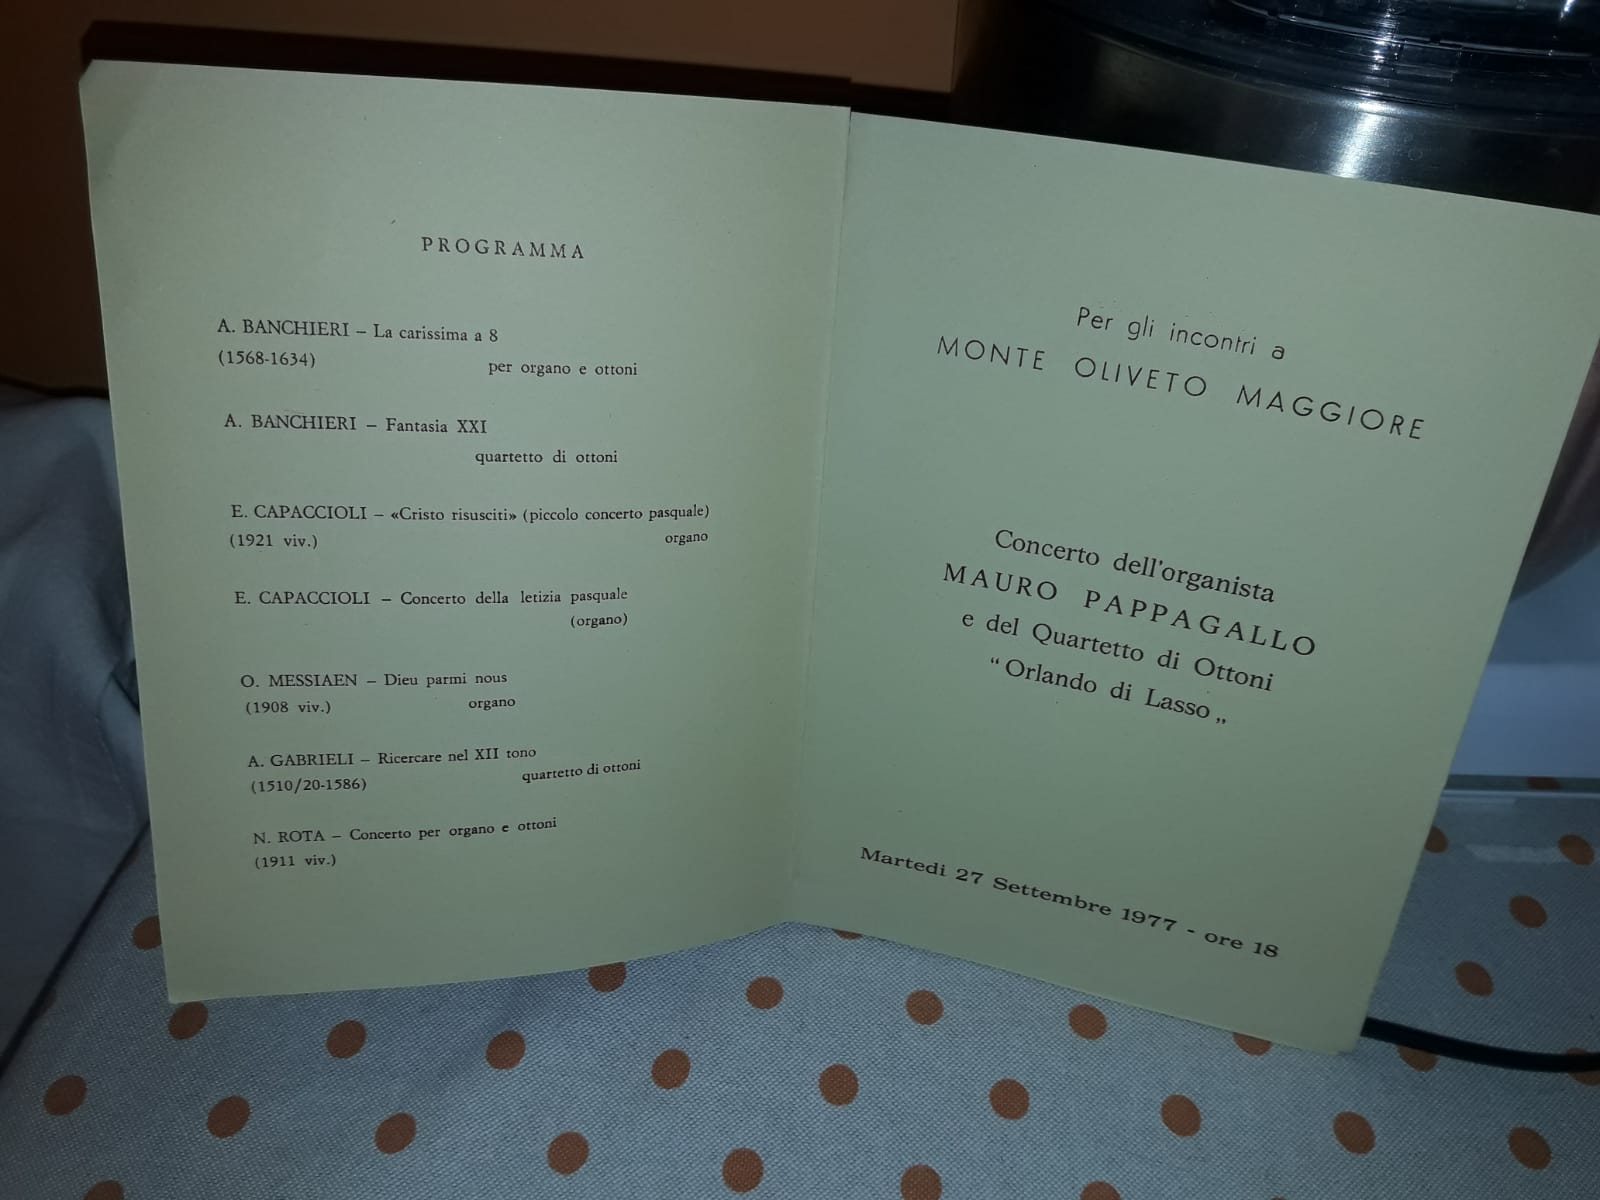 PROGRAMMA
A. BANCHIERI – La carissima a 8
(1568-1634)
per organo e ottoni
A. BANCHIERI – Fantasia XXI
quartetto di ottoni
E. CAPACCIOLI – «Cristo risusciti» (piccolo concerto pasquale)
(1921 viv.)
organo
E. CAPACCIOLI – Concerto della letizia pasquale
(organo)
O. MESSIAEN – Dieu parmi nous
(1908 viv.)
organo
A. GABRIELI – Ricercare nel XII tono
(1510/20-1586)
quartetto di ottoni
N. ROTA – Concerto per organo e ottoni
(1911 viv.)
Per gli incontri a
MONTE OLIVETO MAGGIORE
Concerto dell'organista
MAURO PAPPAGALLO
e del Quartetto di Ottoni
“Orlando di Lasso„
Martedi 27 Settembre 1977 - ore 18